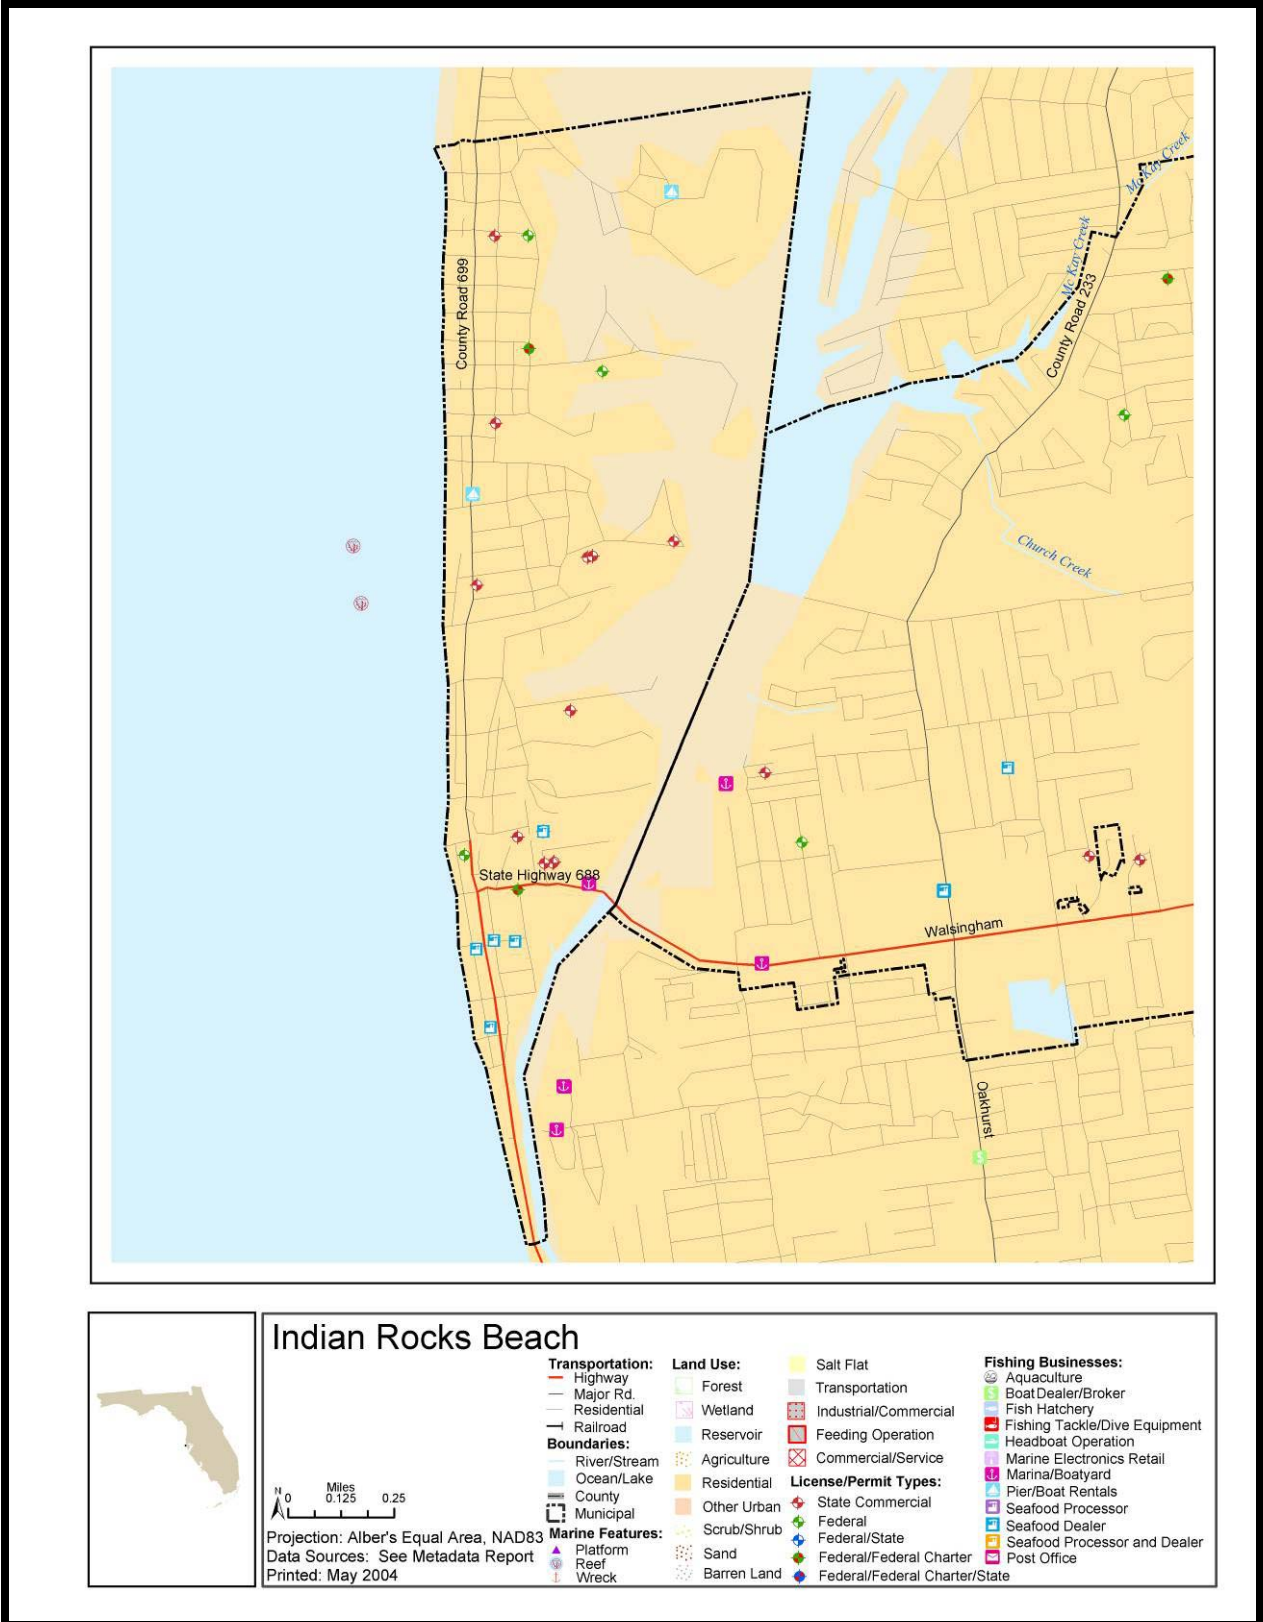 Mc Kay Creek
Mc Kay Creek
County Road 699
County Road 233
Church Creek
State Highway 688
Walsingham
Oakhurst
Indian Rocks Beach
N
Miles
0 0.125 0.25
Projection: Alber's Equal Area, NAD83
Data Sources: See Metadata Report
Printed: May 2004
Transportation:
Highway
Major Rd.
Residential
Railroad
Boundaries:
River/Stream
Ocean/Lake
County
Municipal
Marine Features:
Platform
Reef
Wreck
Land Use:
Forest
Wetland
Reservoir
Agriculture
Residential
Other Urban
Scrub/Shrub
Sand
Barren Land
Salt Flat
Transportation
Industrial/Commercial
Feeding Operation
Commercial/Service
License/Permit Types:
State Commercial
Federal
Federal/State
Federal/Federal Charter
Federal/Federal Charter/State
Fishing Businesses:
Aquaculture
Boat Dealer/Broker
Fish Hatchery
Fishing Tackle/Dive Equipment
Headboat Operation
Marine Electronics Retail
Marina/Boatyard
Pier/Boat Rentals
Seafood Processor
Seafood Dealer
Seafood Processor and Dealer
Post Office